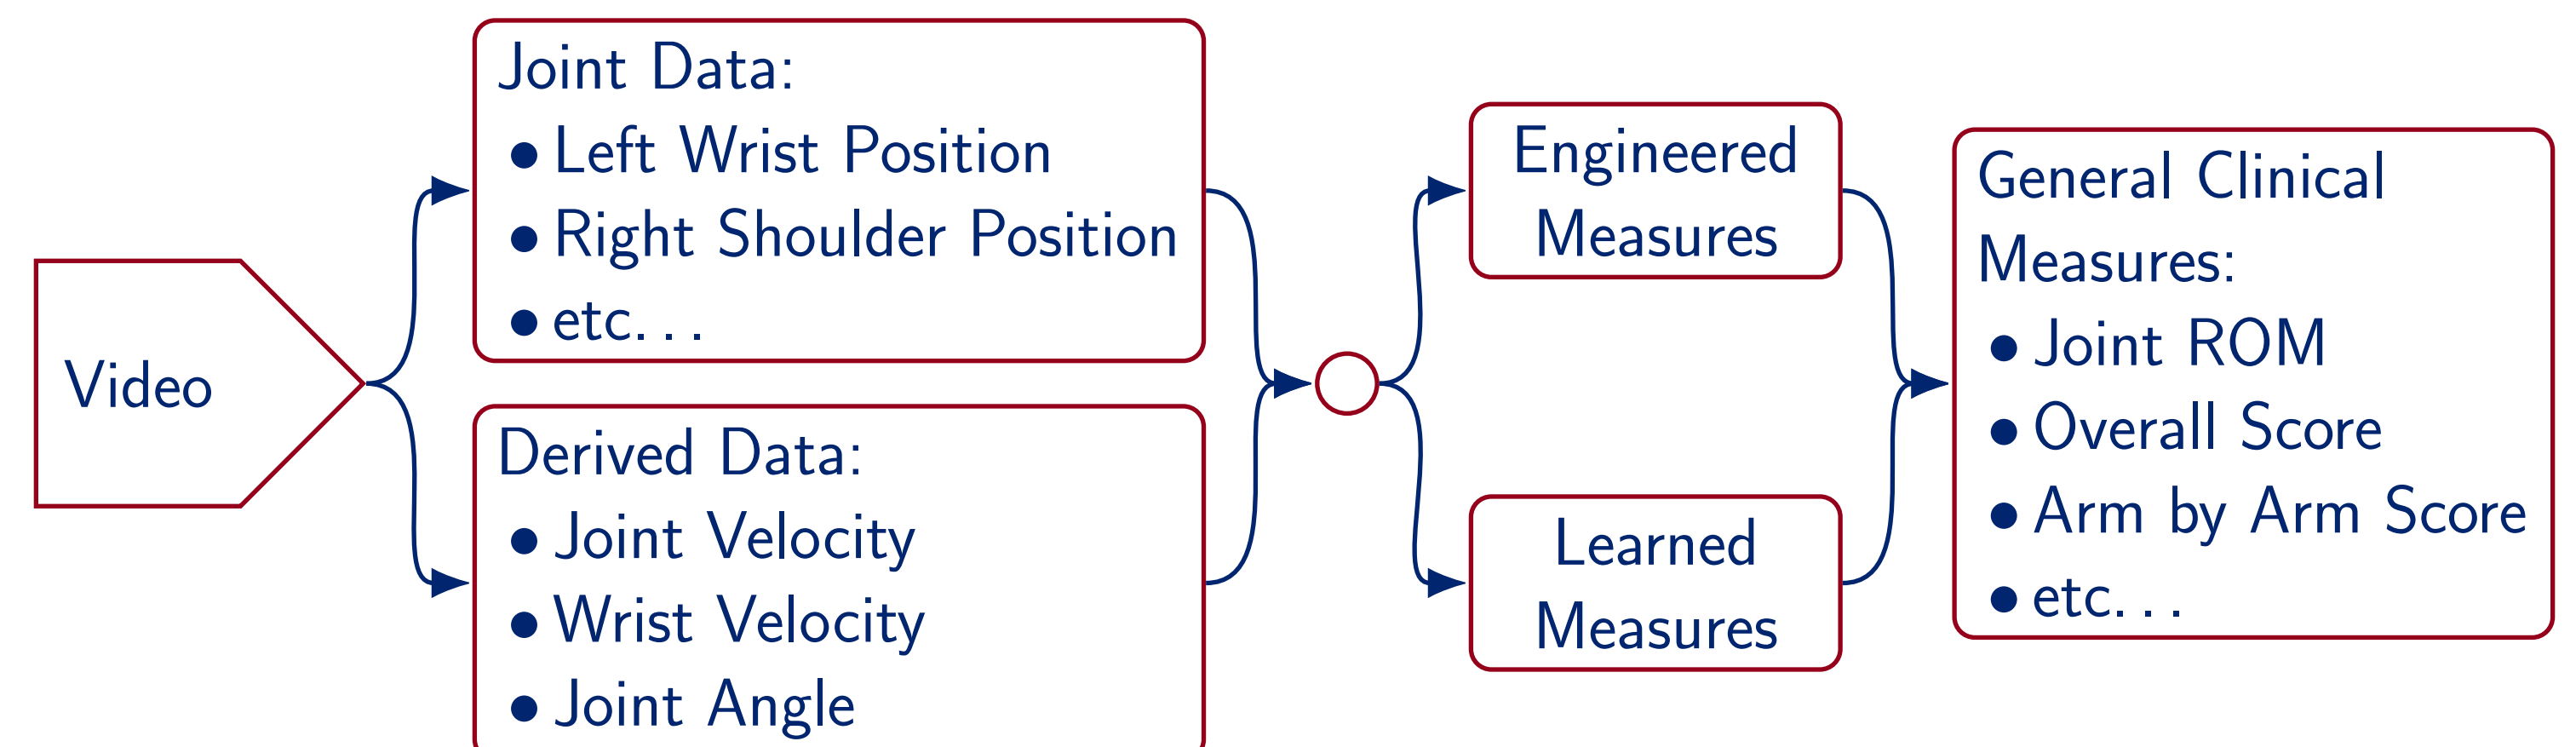 Video
Joint Data:
• Left Wrist Position
• Right Shoulder Position
• etc. . .
Derived Data:
• Joint Velocity
• Wrist Velocity
• Joint Angle
Engineered
Measures
Learned
Measures
General Clinical
Measures:
• Joint ROM
• Overall Score
• Arm by Arm Score
• etc. . .